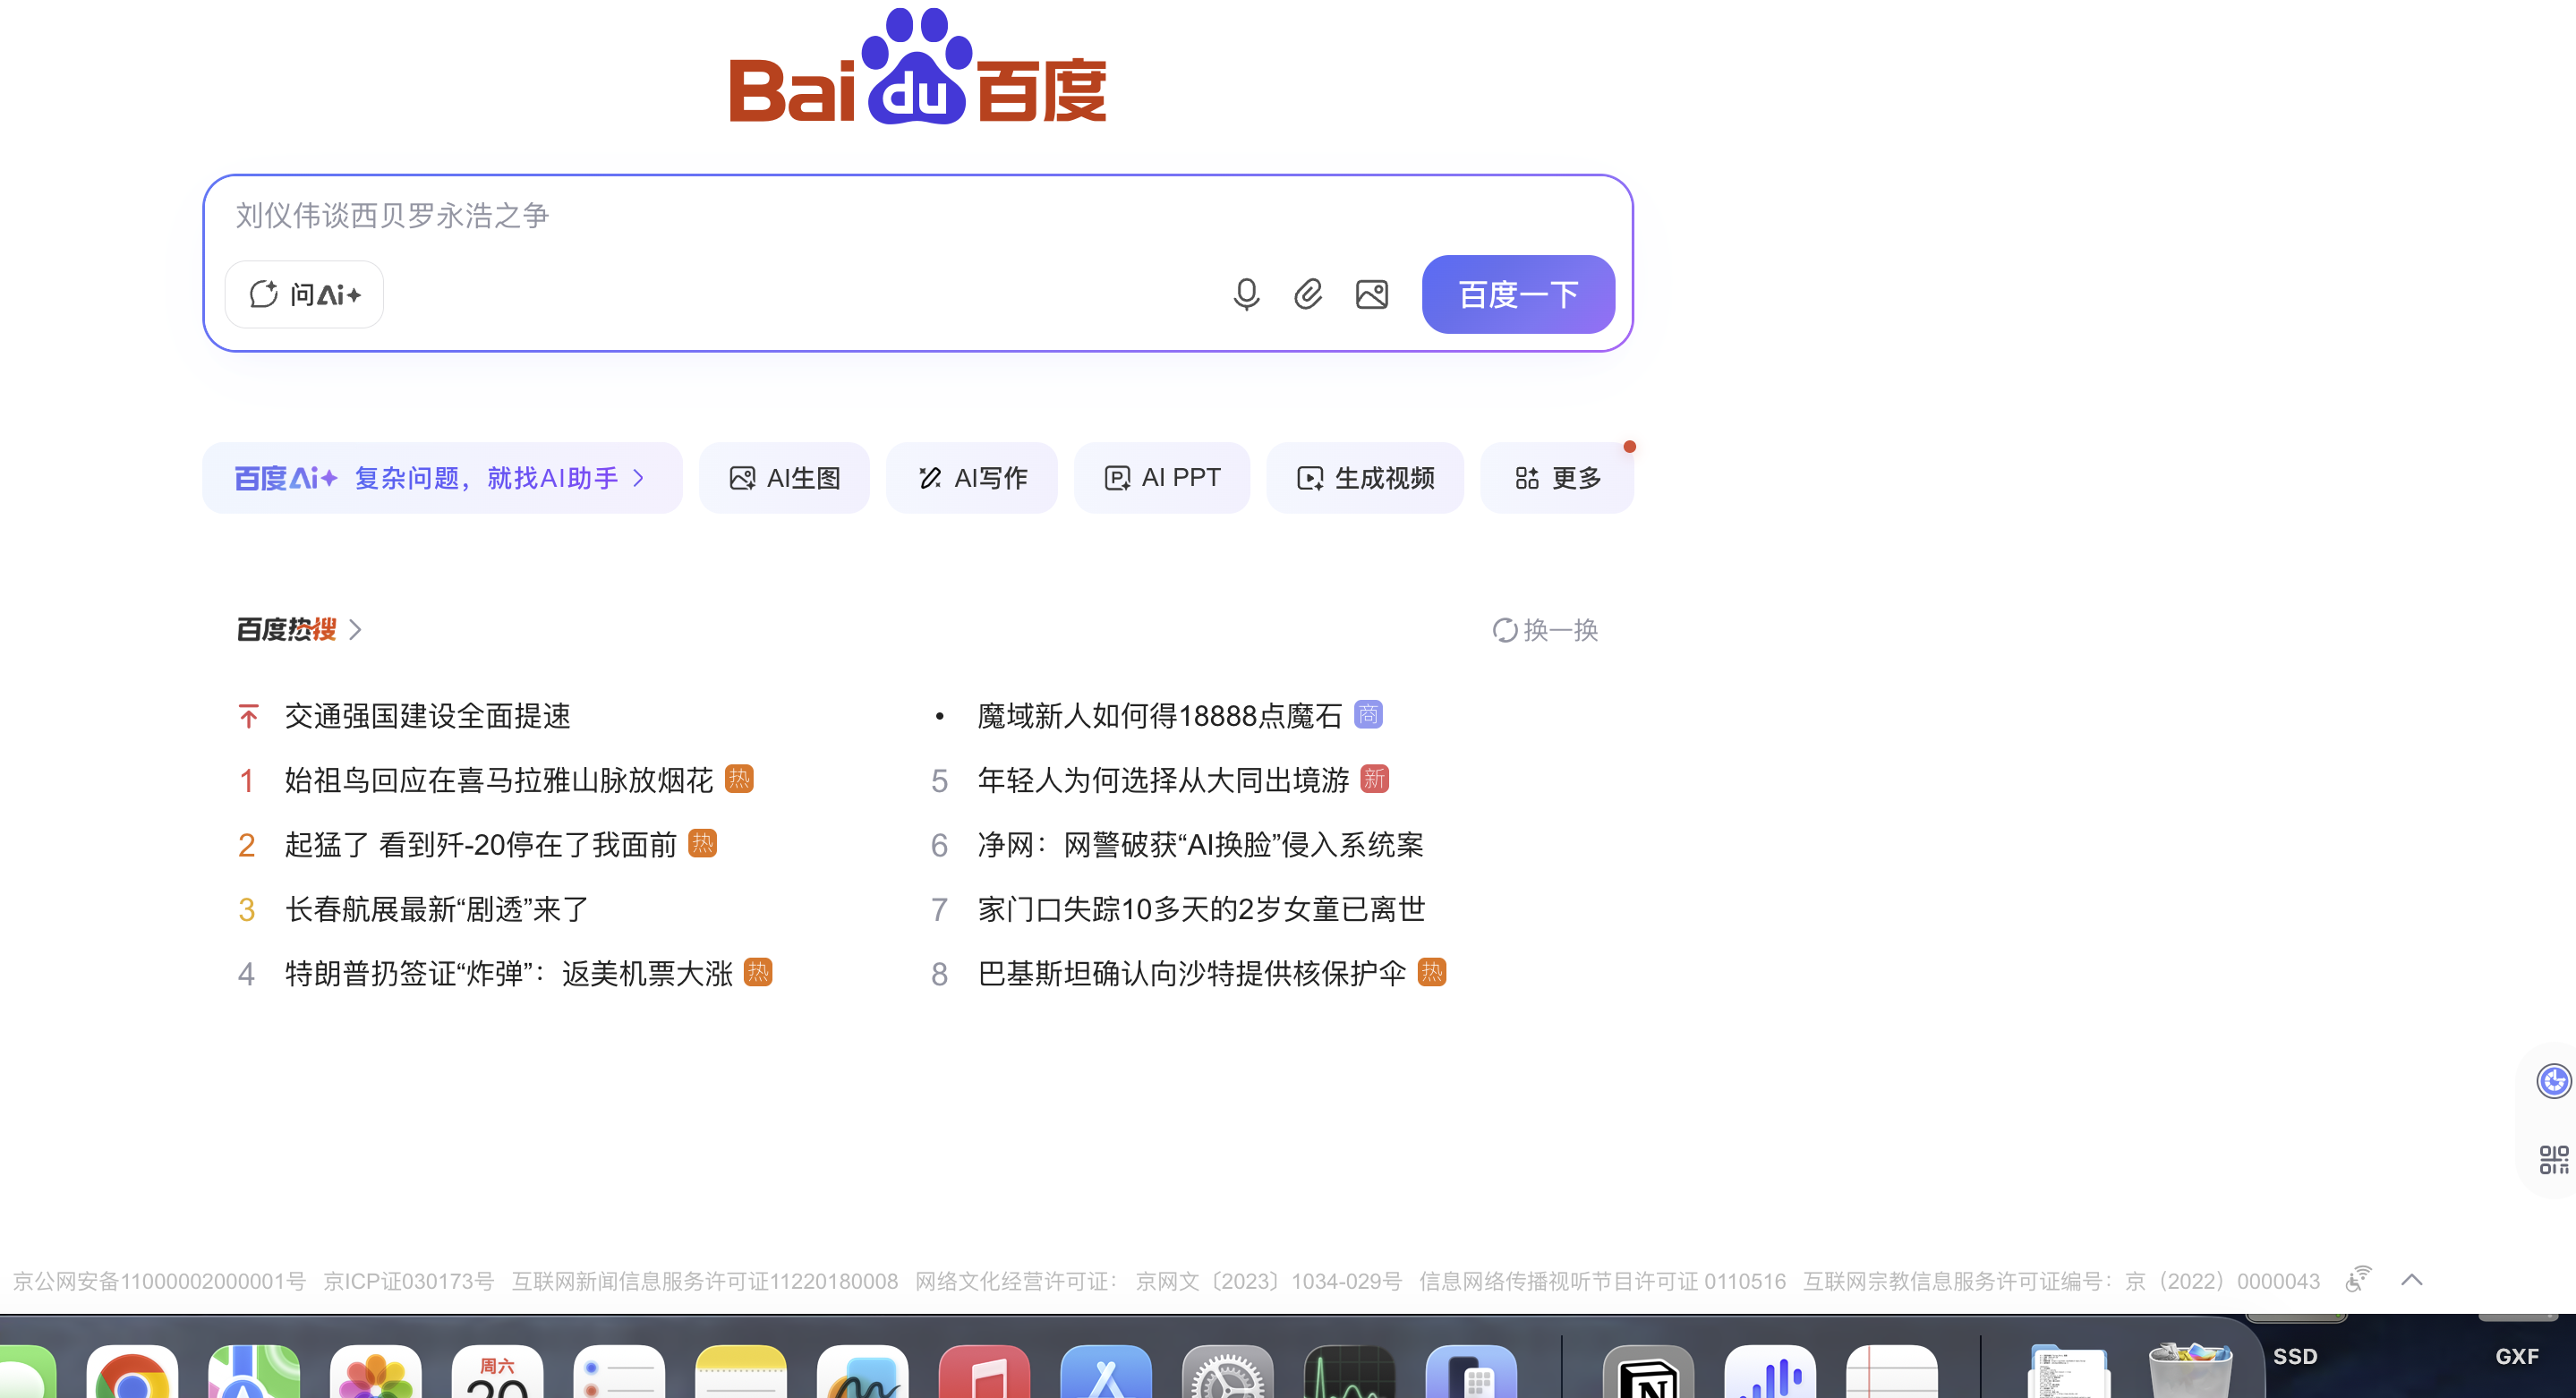 Bai du 百度
刘仪伟谈西贝罗永浩之争
问Ai
百度一下
百度Ai 复杂问题，就找AI助手
AI生图
AI写作
AI PPT
生成视频
更多
百度热搜
换一换
交通强国建设全面提速
1 始祖鸟回应在喜马拉雅山脉放烟花 热
2 起猛了 看到歼-20停在了我面前 热
3 长春航展最新“剧透”来了
4 特朗普扔签证“炸弹”：返美机票大涨 热
• 魔域新人如何得18888点魔石 商
5 年轻人为何选择从大同出境游 新
6 净网：网警破获“AI换脸”侵入系统案
7 家门口失踪10多天的2岁女童已离世
8 巴基斯坦确认向沙特提供核保护伞 热
京公网安备11000002000001号 京ICP证030173号 互联网新闻信息服务许可证11220180008 网络文化经营许可证： 京网文〔2023〕1034-029号 信息网络传播视听节目许可证 0110516 互联网宗教信息服务许可证编号：京（2022）0000043
周六
20
SSD
GXF